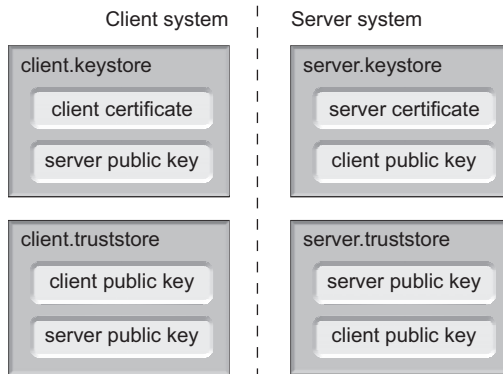 Client system
Server system
client.keystore
client certificate
server public key
server.keystore
server certificate
client public key
client.truststore
client public key
server public key
server.truststore
server public key
client public key